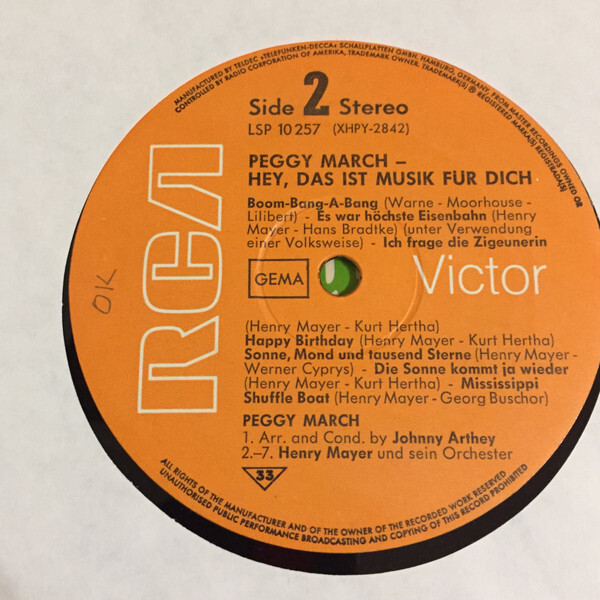 MANUFACTURED BY TELDEC »TELEFUNKEN-DECCA« SCHALLPLATTEN GMBH, HAMBURG, GERMANY, FROM MASTER RECORDINGS OWNED OR
CONTROLLED BY RADIO CORPORATION OF AMERIKA, TRADEMARK OWNER. TRADEMARK(S) ® REGISTERED MARKA(S) REGISTRADA(S)
Side 2 Stereo
LSP 10 257 (XHPY-2842)
PEGGY MARCH –
HEY, DAS IST MUSIK FÜR DICH
Boom-Bang-A-Bang (Warne - Moorhouse -
Lilibert) - Es war höchste Eisenbahn (Henry
Mayer - Hans Bradtke) (unter Verwendung
einer Volksweise) - Ich frage die Zigeunerin
RCA
OK
GEMA
Victor
(Henry Mayer - Kurt Hertha)
Happy Birthday (Henry Mayer - Kurt Hertha)
Sonne, Mond und tausend Sterne (Henry Mayer -
Werner Cyprys) - Die Sonne kommt ja wieder
(Henry Mayer - Kurt Hertha) - Mississippi
Shuffle Boat (Henry Mayer - Georg Buschor)
PEGGY MARCH
1. Arr. and Cond. by Johnny Arthey
2.–7. Henry Mayer und sein Orchester
33
ALL RIGHTS OF THE MANUFACTURER AND OF THE OWNER OF THE RECORDED WORK RESERVED
UNAUTHORISED PUBLIC PERFORMANCE BROADCASTING AND COPYING OF THIS RECORD PROHIBITED